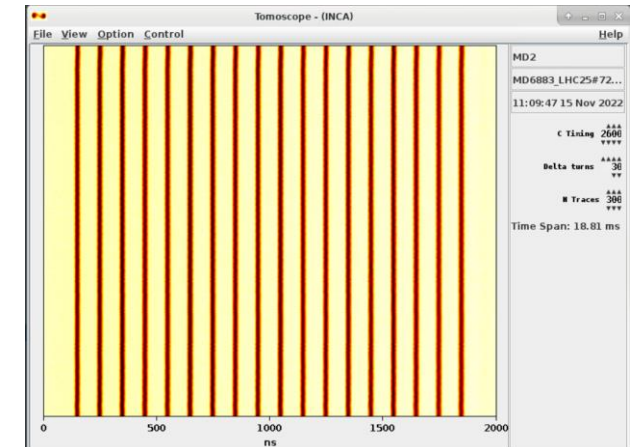 Tomoscope - (INCA)
File View Option Control Help
MD2
MD6883_LHC25#72...
11:09:47 15 Nov 2022
C Timing 2600
Delta turns 30
N Traces 300
Time Span: 18.81 ms
0 500 1000 1500 2000
ns